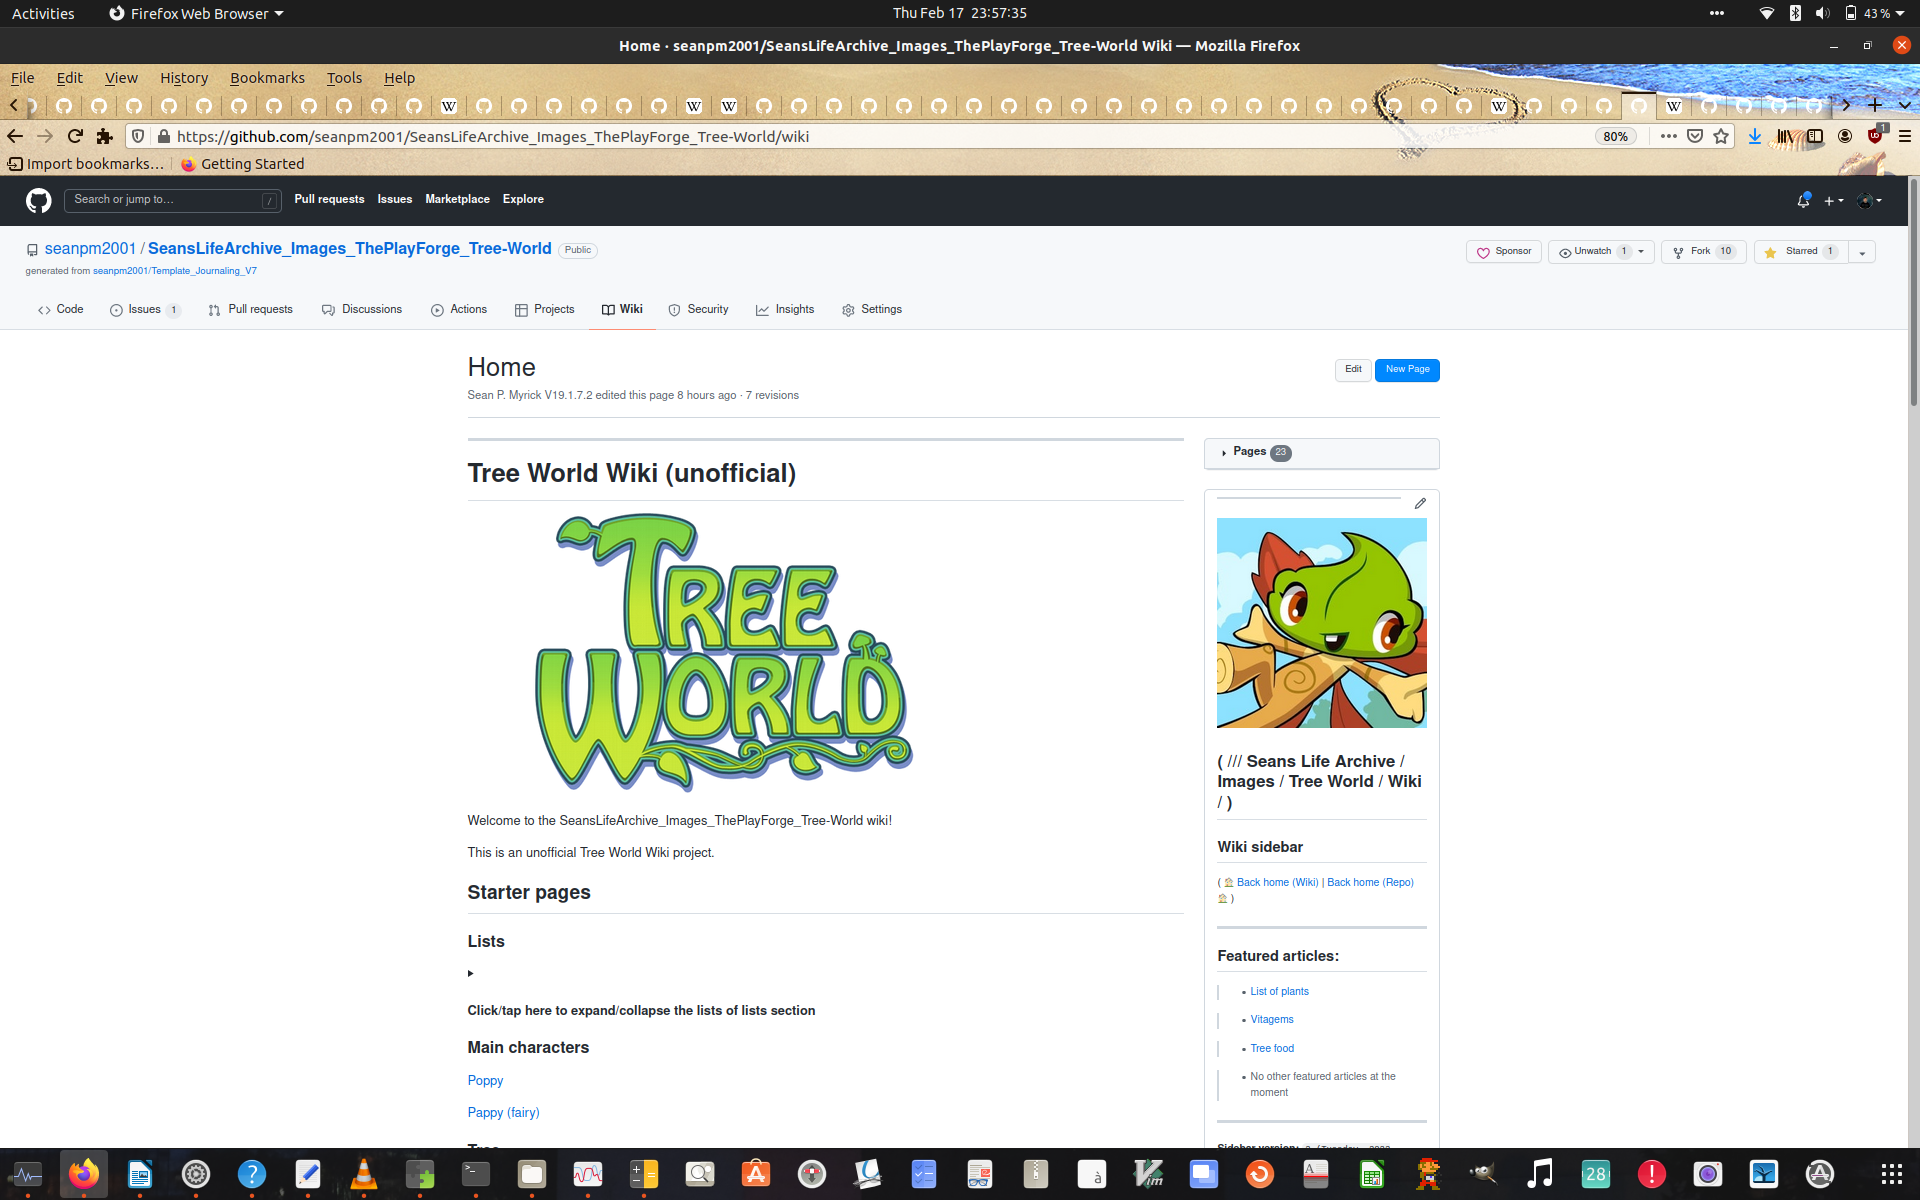 Activities
Firefox Web Browser
Thu Feb 17 23:57:35
43 %
Home · seanpm2001/SeansLifeArchive_Images_ThePlayForge_Tree-World Wiki — Mozilla Firefox
File Edit View History Bookmarks Tools Help
https://github.com/seanpm2001/SeansLifeArchive_Images_ThePlayForge_Tree-World/wiki
80%
1
Import bookmarks…
Getting Started
Search or jump to…
/
Pull requests Issues Marketplace Explore
seanpm2001 / SeansLifeArchive_Images_ThePlayForge_Tree-World
Public
Sponsor
Unwatch 1
Fork 10
Starred 1
generated from seanpm2001/Template_Journaling_V7
Code
Issues 1
Pull requests
Discussions
Actions
Projects
Wiki
Security
Insights
Settings
Home
Edit
New Page
Sean P. Myrick V19.1.7.2 edited this page 8 hours ago · 7 revisions
Tree World Wiki (unofficial)
TREE
WORLD
Welcome to the SeansLifeArchive_Images_ThePlayForge_Tree-World wiki!
This is an unofficial Tree World Wiki project.
Starter pages
Lists
Click/tap here to expand/collapse the lists of lists section
Main characters
Poppy
Pappy (fairy)
Pages 23
( /// Seans Life Archive /
Images / Tree World / Wiki
/ )
Wiki sidebar
( Back home (Wiki) | Back home (Repo)
)
Featured articles:
List of plants
Vitagems
Tree food
No other featured articles at the
moment
28